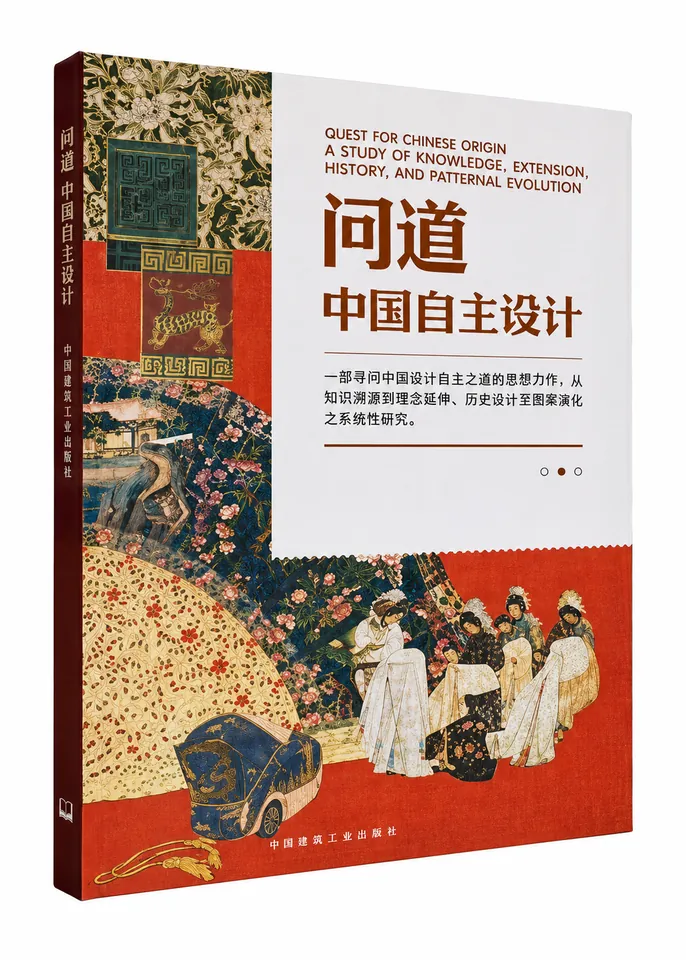 问道 中国自主设计
中国建筑工业出版社
QUEST FOR CHINESE ORIGIN
A STUDY OF KNOWLEDGE, EXTENSION,
HISTORY, AND PATTERNAL EVOLUTION
问道
中国自主设计
一部寻问中国设计自主之道的思想力作，从
知识溯源到理念延伸、历史设计至图案演化
之系统性研究。
中国建筑工业出版社